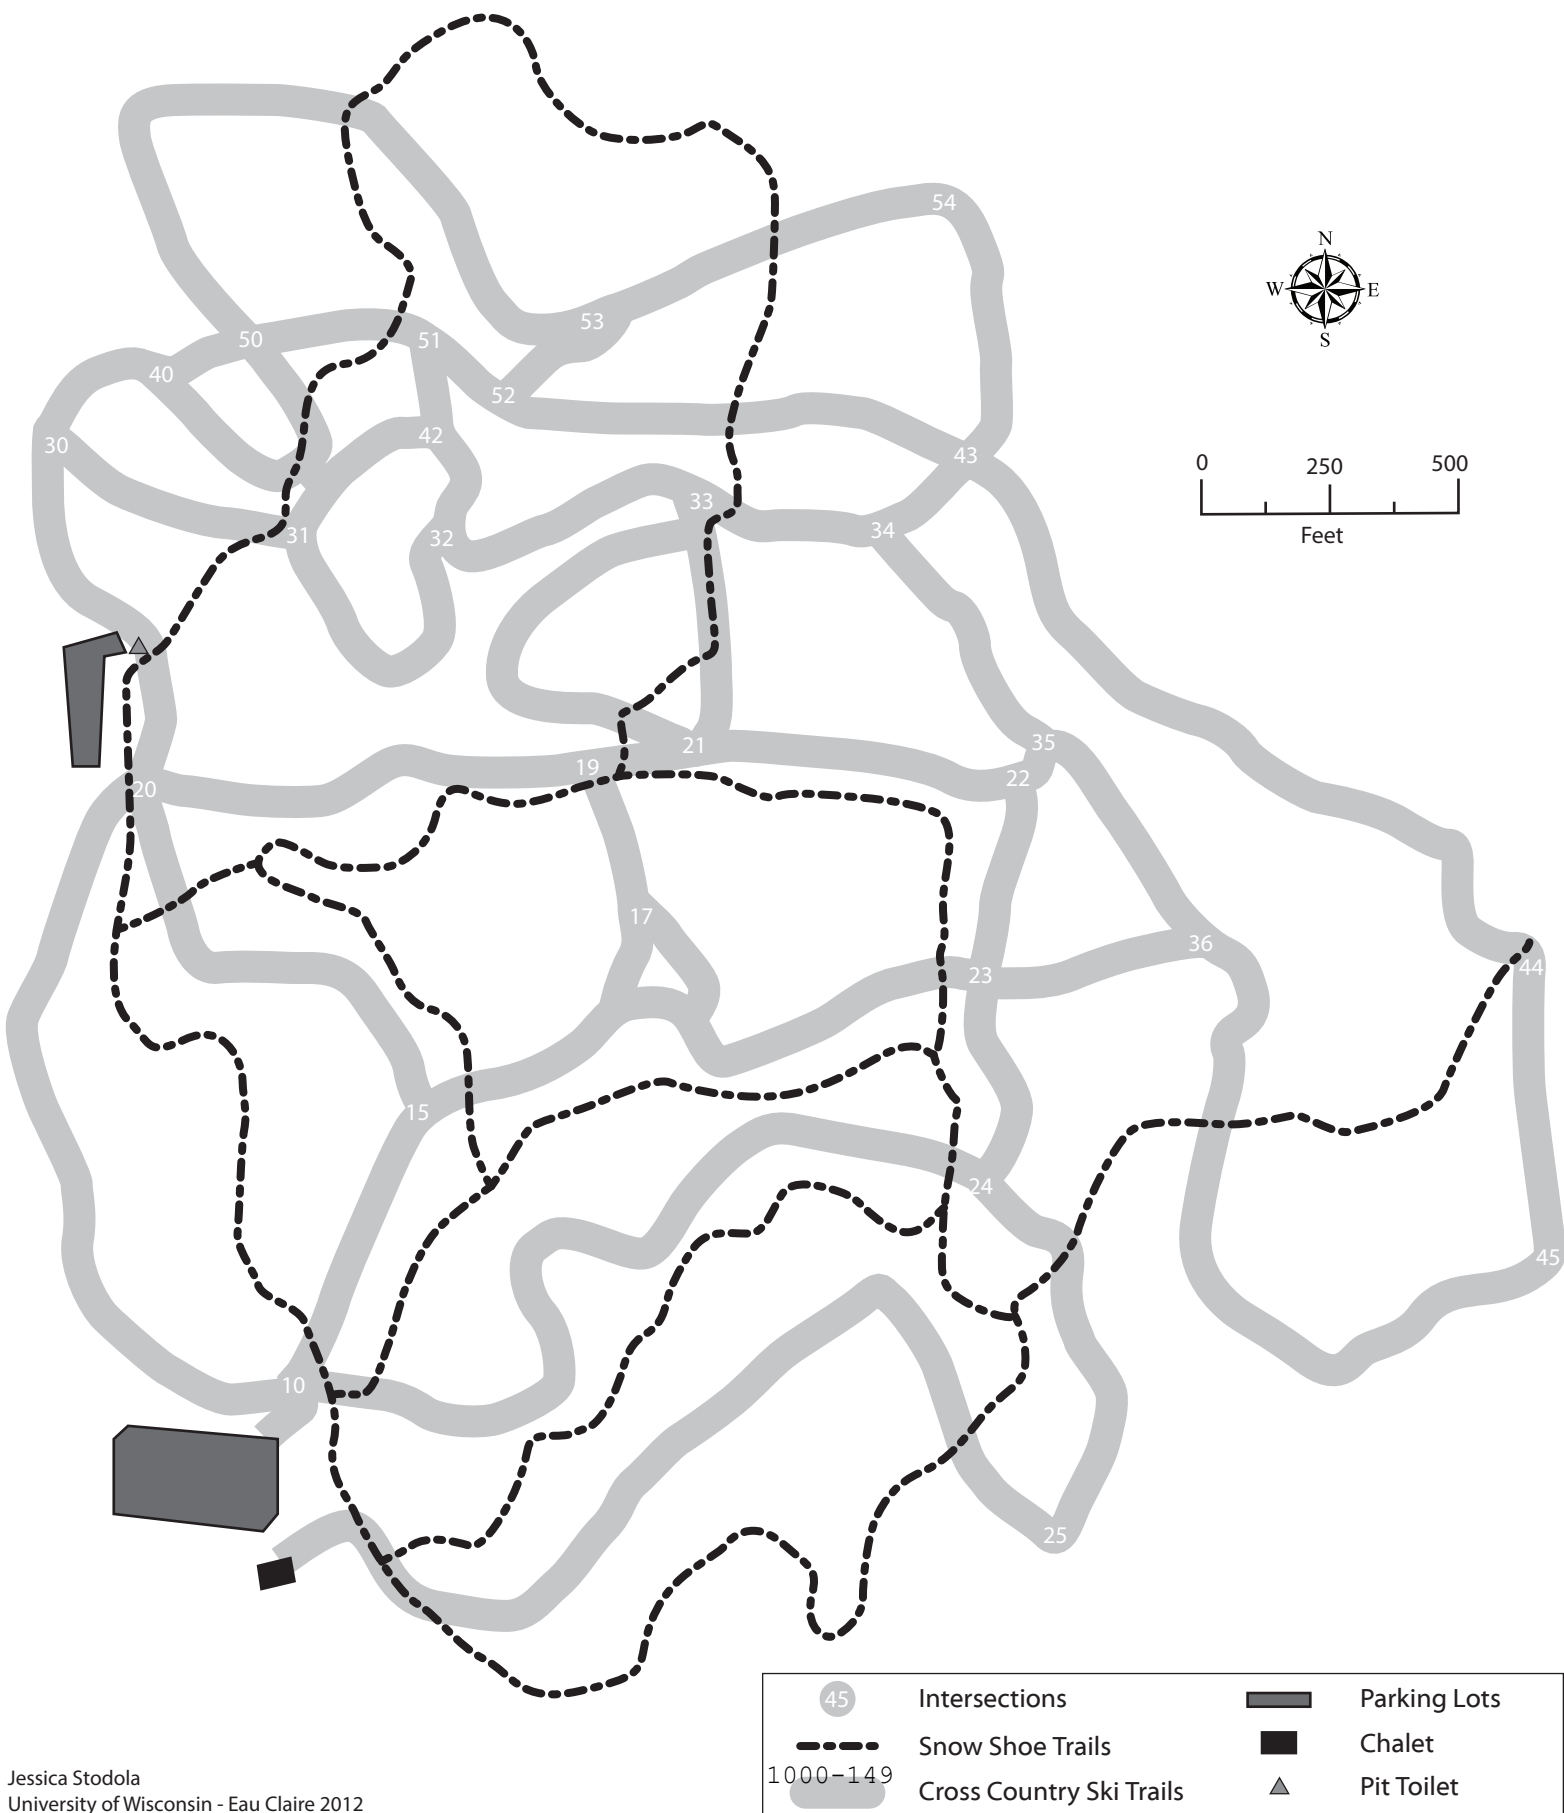 54
N
W E
S
53
50
51
40
52
42
30
43
0 250 500
Feet
33
34
31
32
35
21
19
22
20
17
36
23
44
15
24
45
10
25
45 Intersections
Parking Lots
Snow Shoe Trails
Chalet
1000-149
Cross Country Ski Trails
Pit Toilet
Jessica Stodola
University of Wisconsin - Eau Claire 2012